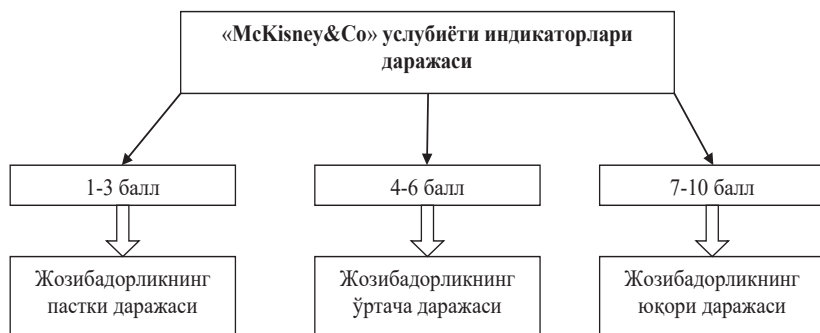 «McKisney&Co» услубиёти индикаторлари
даражаси
1-3 балл
4-6 балл
7-10 балл
Жозибадорликнинг
пастки даражаси
Жозибадорликнинг
ўртача даражаси
Жозибадорликнинг
юқори даражаси